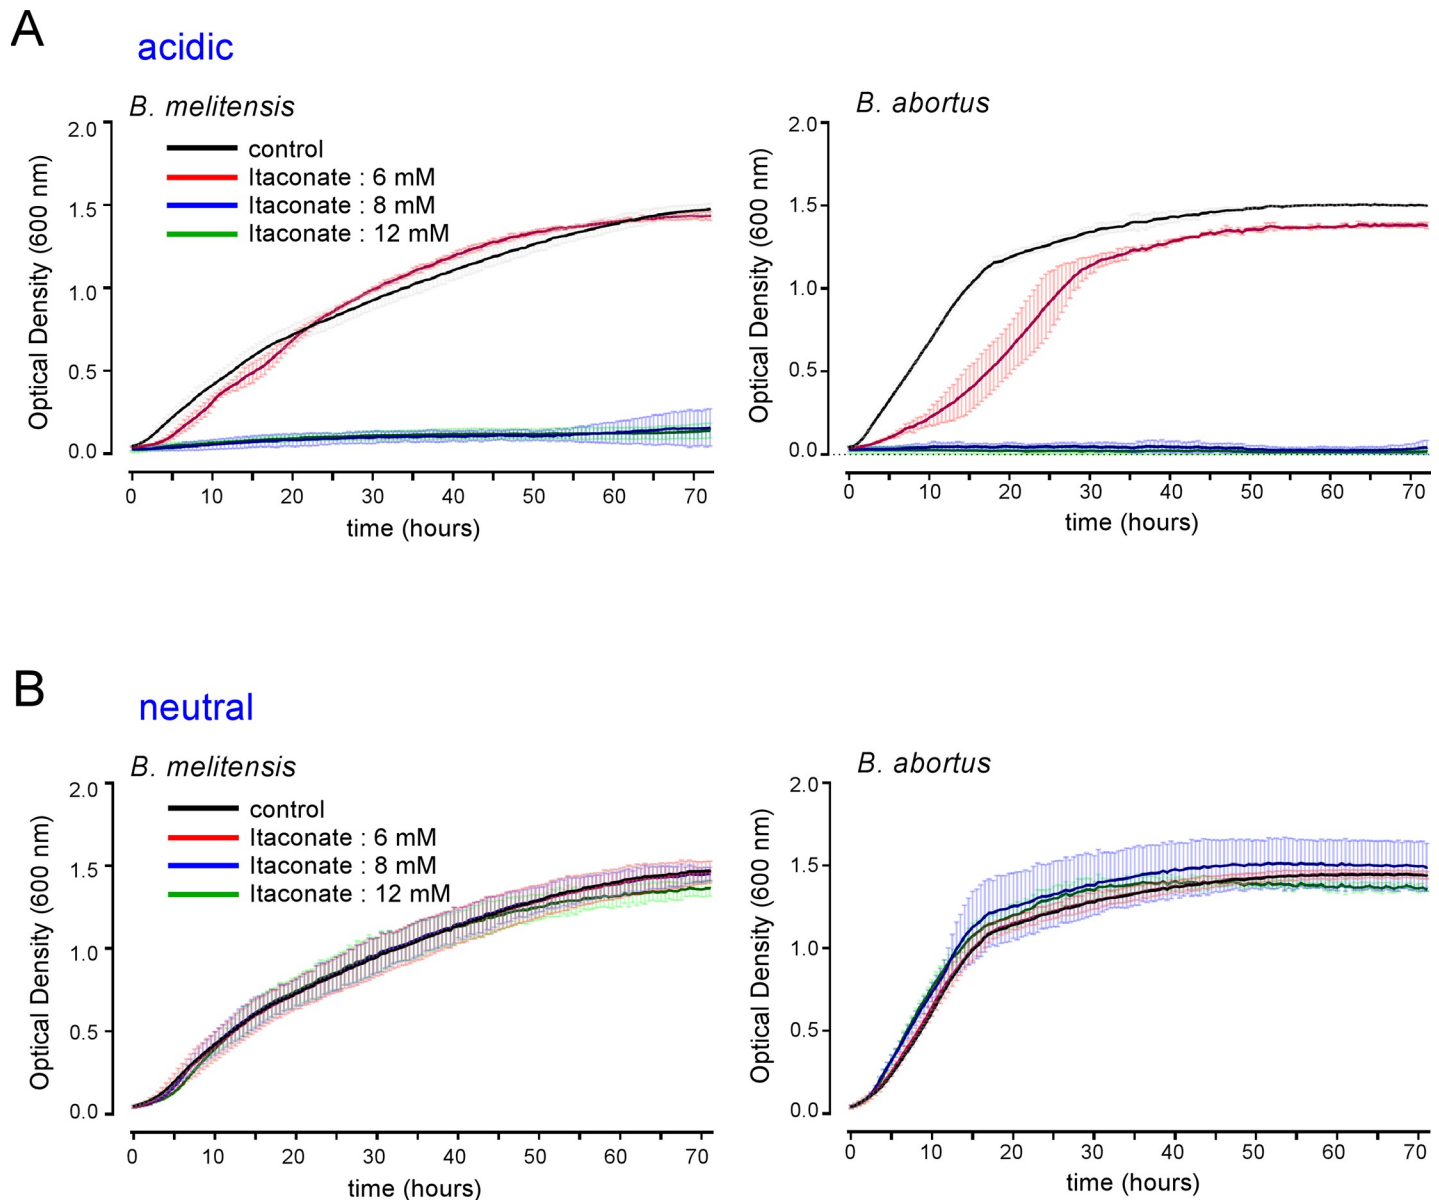 A
acidic
B. melitensis
control
Itaconate : 6 mM
Itaconate : 8 mM
Itaconate : 12 mM
Optical Density (600 nm)
2.0
1.5
1.0
0.5
0.0
0 10 20 30 40 50 60 70
time (hours)
B. abortus
Optical Density (600 nm)
2.0
1.5
1.0
0.5
0.0
0 10 20 30 40 50 60 70
time (hours)
B
neutral
B. melitensis
control
Itaconate : 6 mM
Itaconate : 8 mM
Itaconate : 12 mM
Optical Density (600 nm)
2.0
1.5
1.0
0.5
0.0
0 10 20 30 40 50 60 70
time (hours)
B. abortus
Optical Density (600 nm)
2.0
1.5
1.0
0.5
0.0
0 10 20 30 40 50 60 70
time (hours)